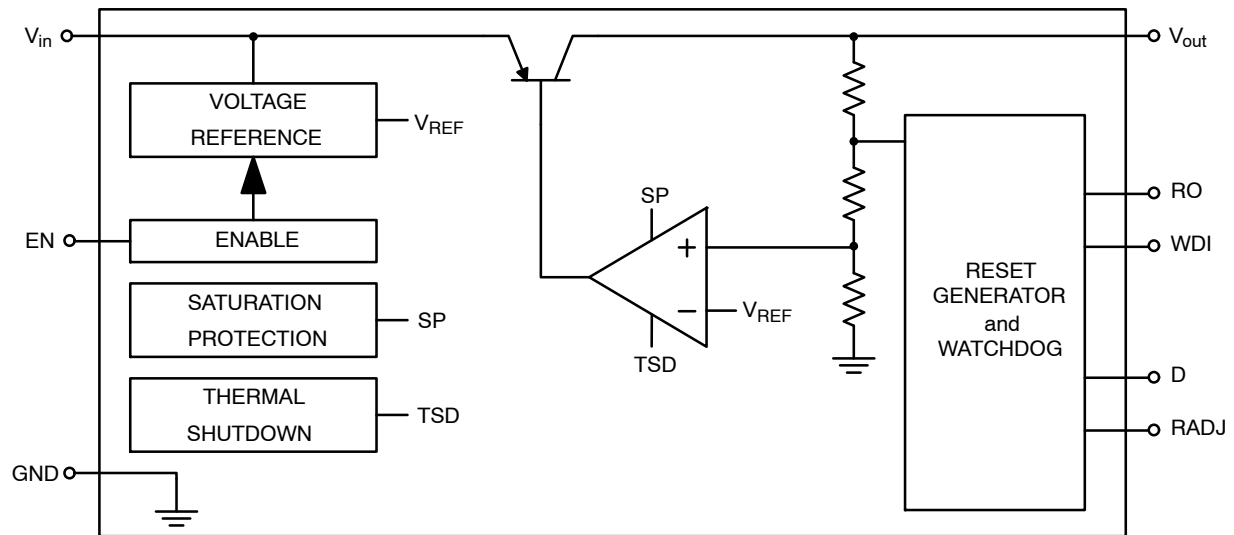 Vin
Vout
VOLTAGE
REFERENCE
VREF
EN
ENABLE
SATURATION
PROTECTION
SP
THERMAL
SHUTDOWN
TSD
GND
SP
+
−
VREF
TSD
RESET
GENERATOR
and
WATCHDOG
RO
WDI
D
RADJ